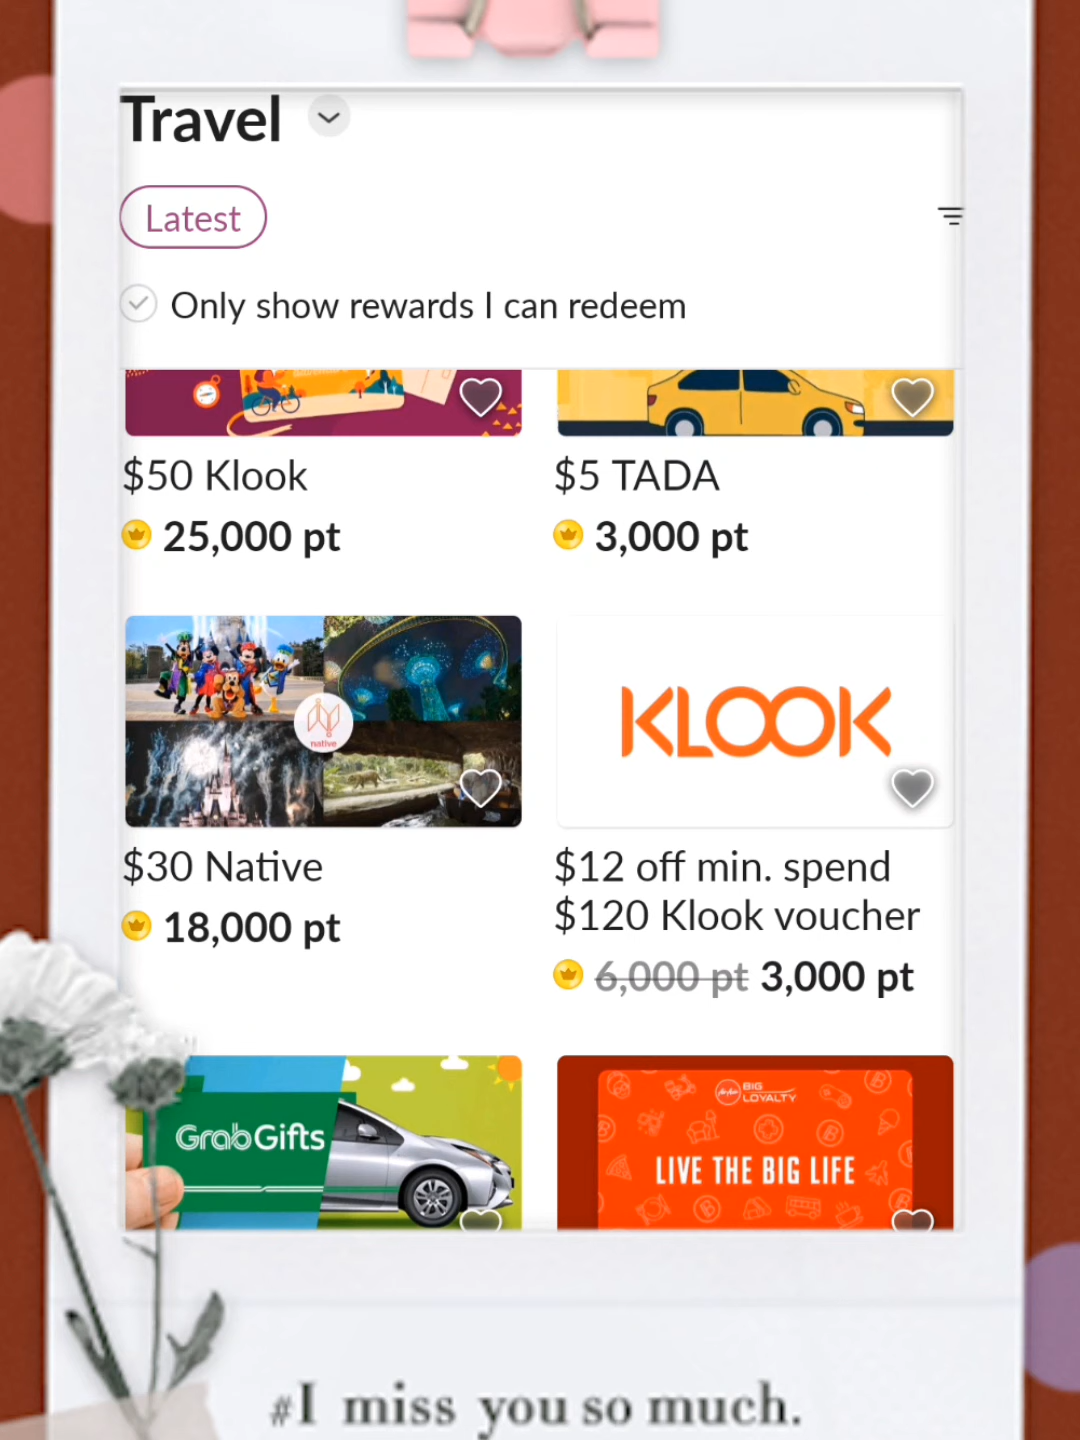 Travel
Latest
Only show rewards I can redeem
$50 Klook
$5 TADA
25,000 pt
3,000 pt
native
KLOOK
$30 Native
$12 off min. spend
$120 Klook voucher
18,000 pt
6,000 pt 3,000 pt
GrabGifts
BIG
LOYALTY
LIVE THE BIG LIFE
#I miss you so much.